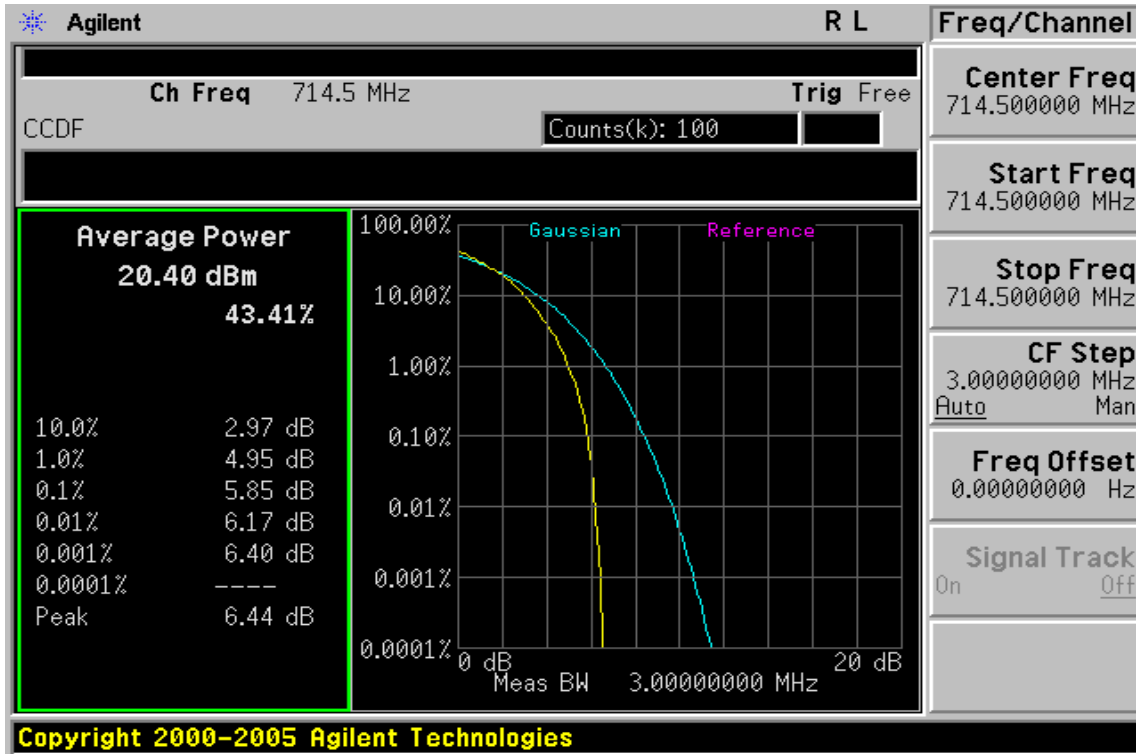 Agilent
R L
Freq/Channel
Ch Freq 714.5 MHz
Trig Free
CCDF
Counts(k): 100
Average Power
20.40 dBm
43.41%
10.0% 2.97 dB
1.0% 4.95 dB
0.1% 5.85 dB
0.01% 6.17 dB
0.001% 6.40 dB
0.0001% ----
Peak 6.44 dB
Gaussian
Reference
100.00%
10.00%
1.00%
0.10%
0.01%
0.001%
0.0001%
0 dB
20 dB
Meas BW 3.00000000 MHz
Center Freq
714.500000 MHz
Start Freq
714.500000 MHz
Stop Freq
714.500000 MHz
CF Step
3.00000000 MHz
Auto Man
Freq Offset
0.00000000 Hz
Signal Track
On Off
Copyright 2000-2005 Agilent Technologies